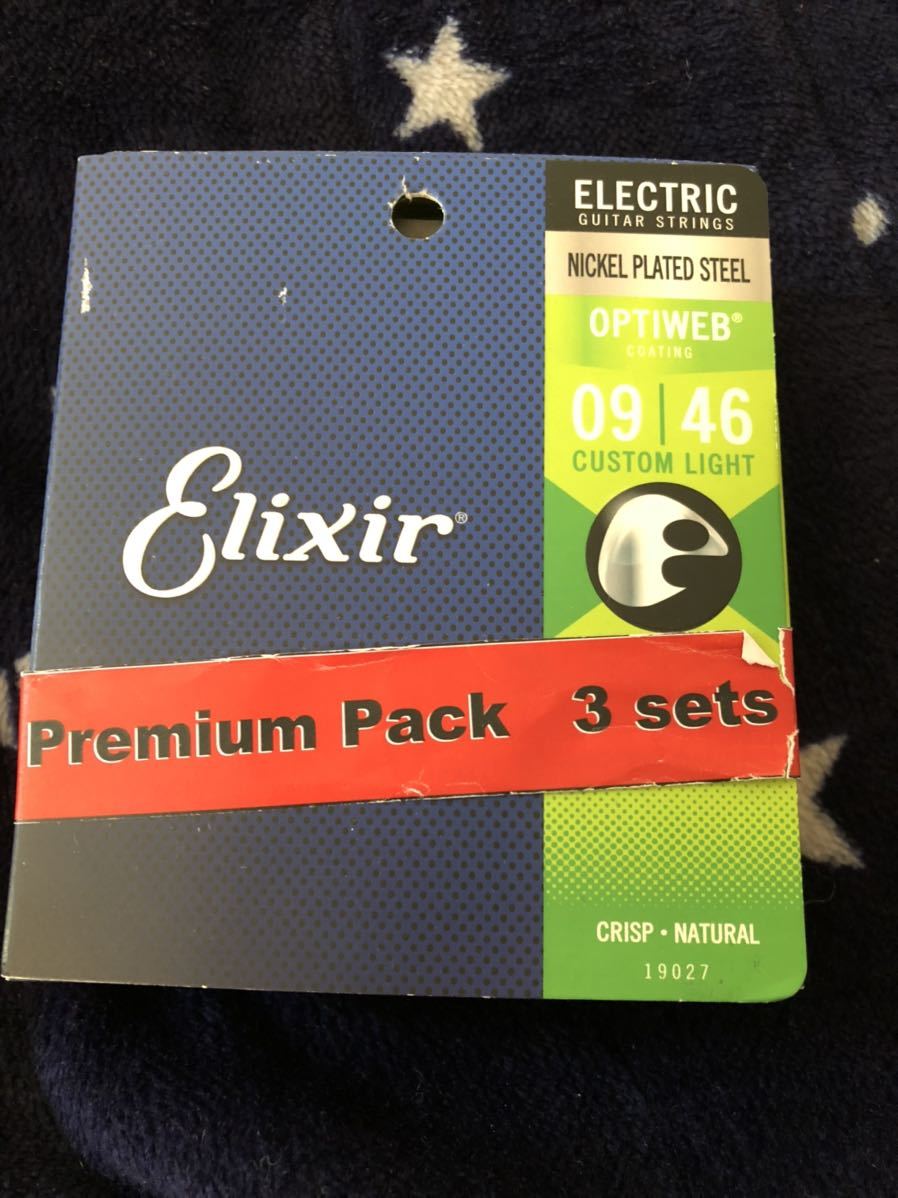 ELECTRIC
GUITAR STRINGS
NICKEL PLATED STEEL
OPTIWEB®
COATING
09 | 46
CUSTOM LIGHT
Elixir®
Premium Pack 3 sets
CRISP • NATURAL
19027